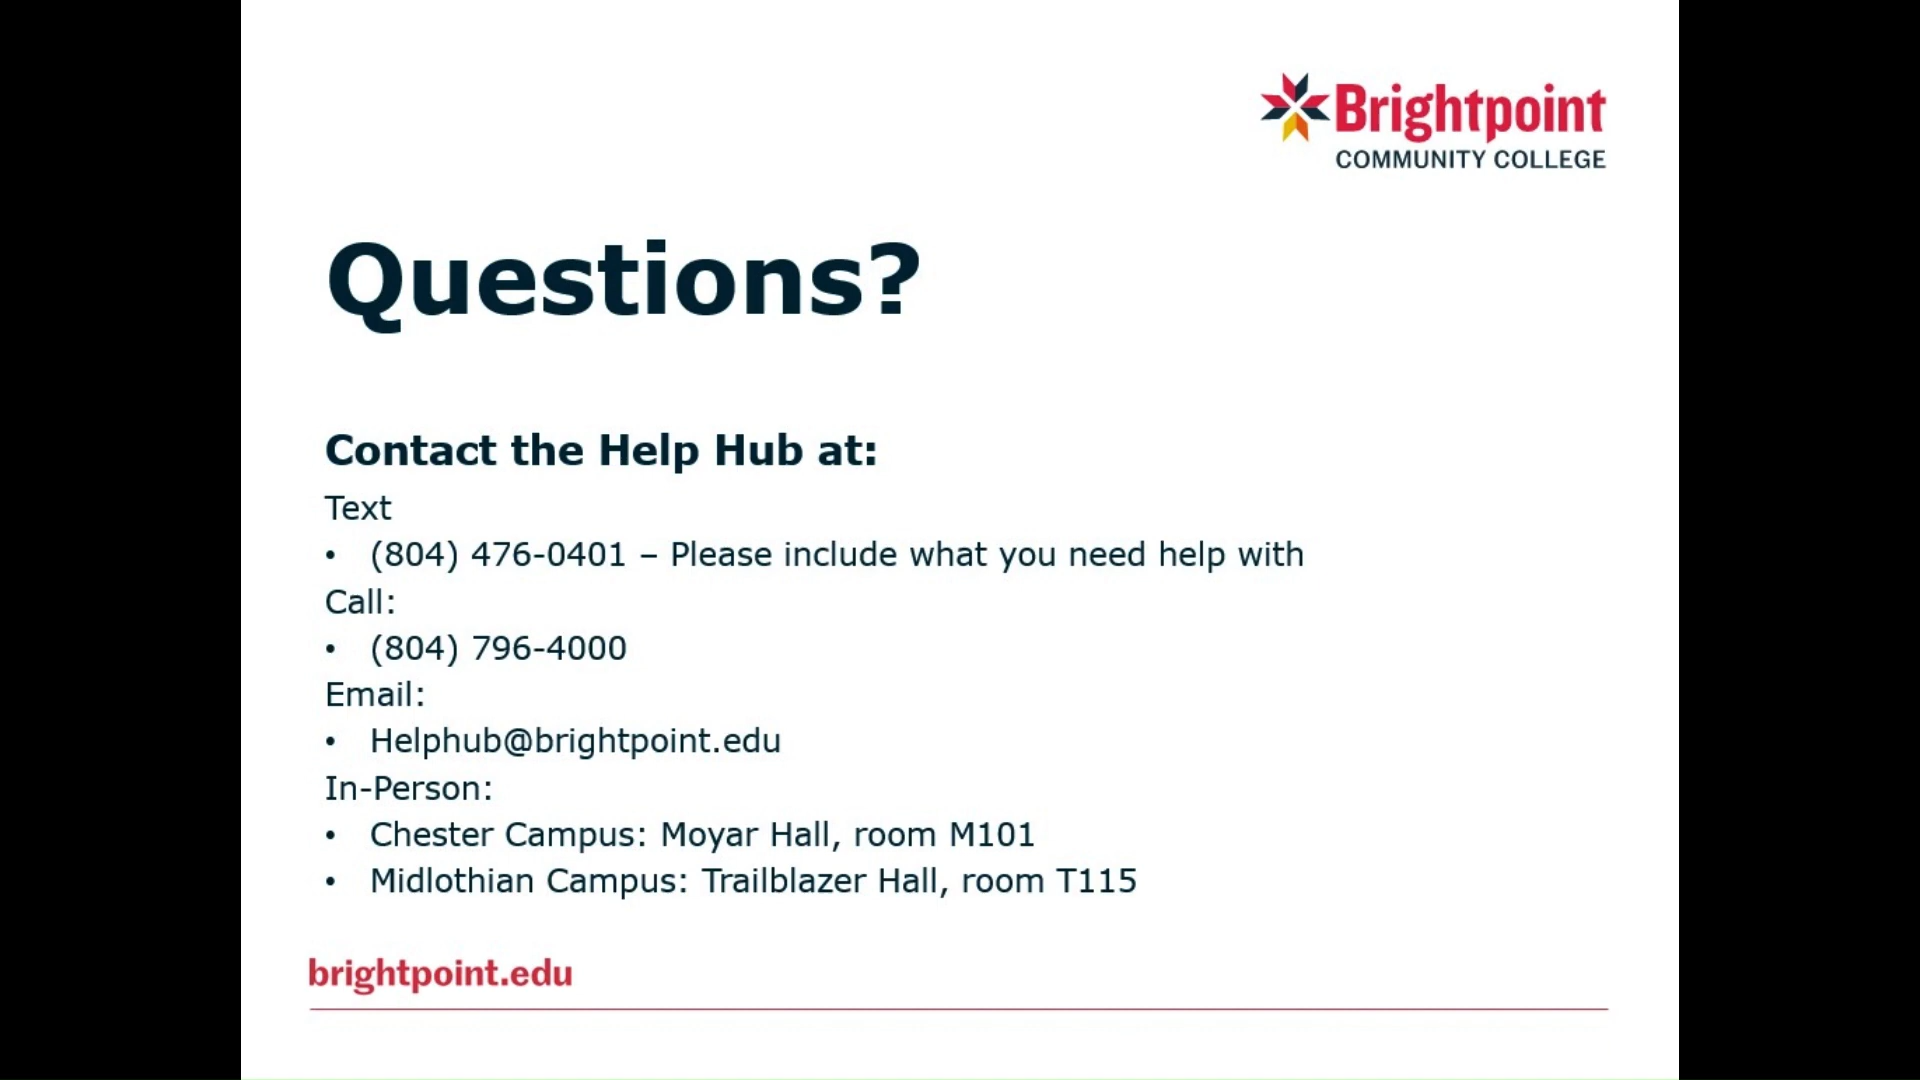 Brightpoint
COMMUNITY COLLEGE
Questions?
Contact the Help Hub at:
Text
• (804) 476-0401 – Please include what you need help with
Call:
• (804) 796-4000
Email:
• Helphub@brightpoint.edu
In-Person:
• Chester Campus: Moyar Hall, room M101
• Midlothian Campus: Trailblazer Hall, room T115
brightpoint.edu